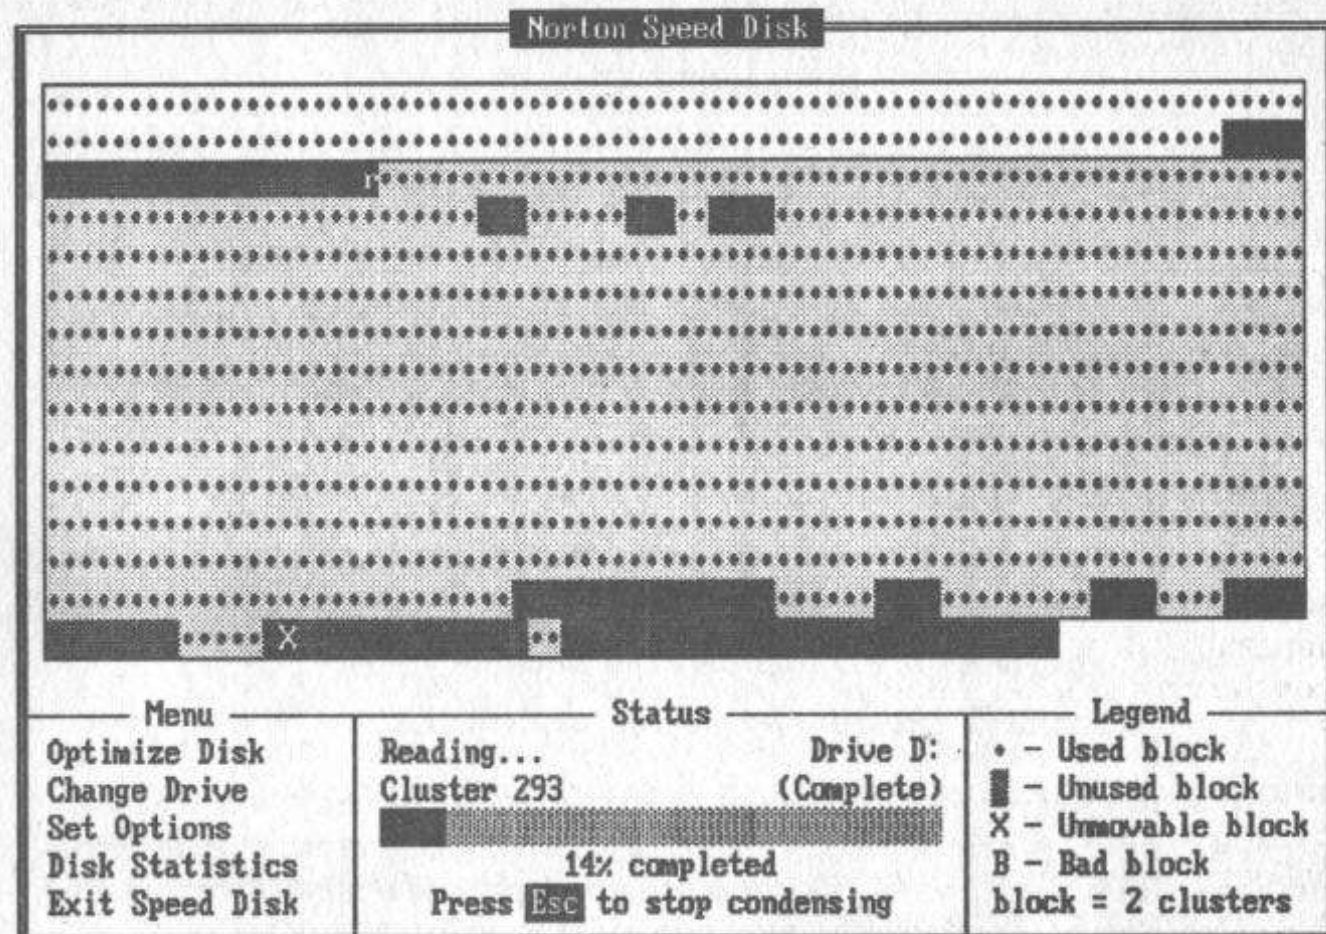 Norton Speed Disk
r
X
Menu
Optimize Disk
Change Drive
Set Options
Disk Statistics
Exit Speed Disk
Status
Reading... Drive D:
Cluster 293 (Complete)
14% completed
Press Esc to stop condensing
Legend
• - Used block
▒ - Unused block
X - Unmovable block
B - Bad block
block = 2 clusters